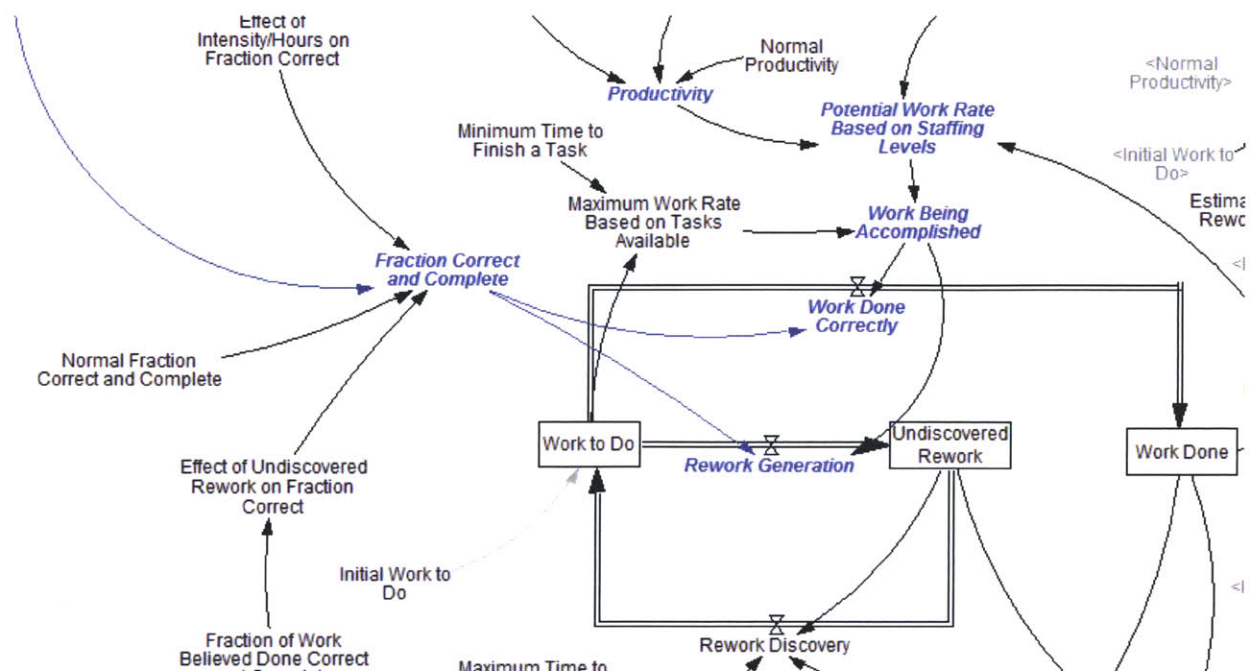 Effect of
Intensity/Hours on
Fraction Correct
Normal
Productivity
<Normal
Productivity>
Productivity
Potential Work Rate
Based on Staffing
Levels
Minimum Time to
Finish a Task
<Initial Work to
Do>
Maximum Work Rate
Based on Tasks
Available
Work Being
Accomplished
Fraction Correct
and Complete
Work Done
Correctly
Normal Fraction
Correct and Complete
Work to Do
Undiscovered
Rework
Work Done
Rework Generation
Effect of Undiscovered
Rework on Fraction
Correct
Initial Work to
Do
Fraction of Work
Believed Done Correct
Rework Discovery
Maximum Time to